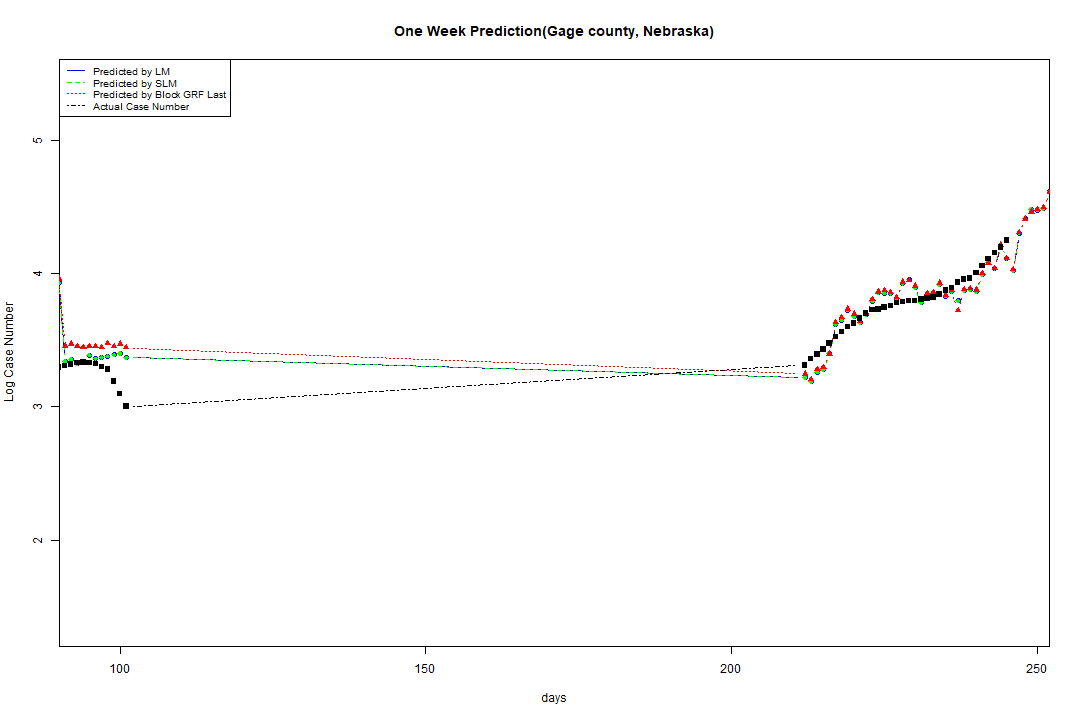 One Week Prediction(Gage county, Nebraska)
Predicted by LM
Predicted by SLM
Predicted by Block GRF Last
Actual Case Number
5
4
3
2
Log Case Number
100 150 200 250
days